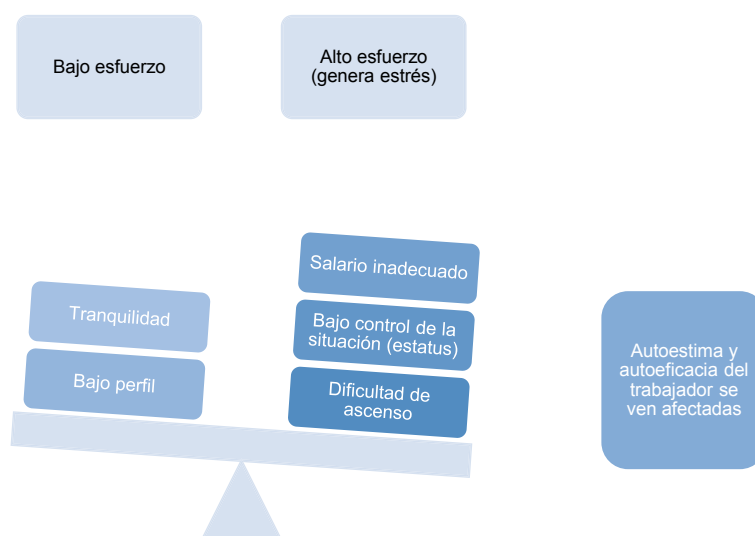 Bajo esfuerzo
Alto esfuerzo
(genera estrés)
Tranquilidad
Bajo perfil
Salario inadecuado
Bajo control de la
situación (estatus)
Dificultad de
ascenso
Autoestima y
autoeficacia del
trabajador se
ven afectadas